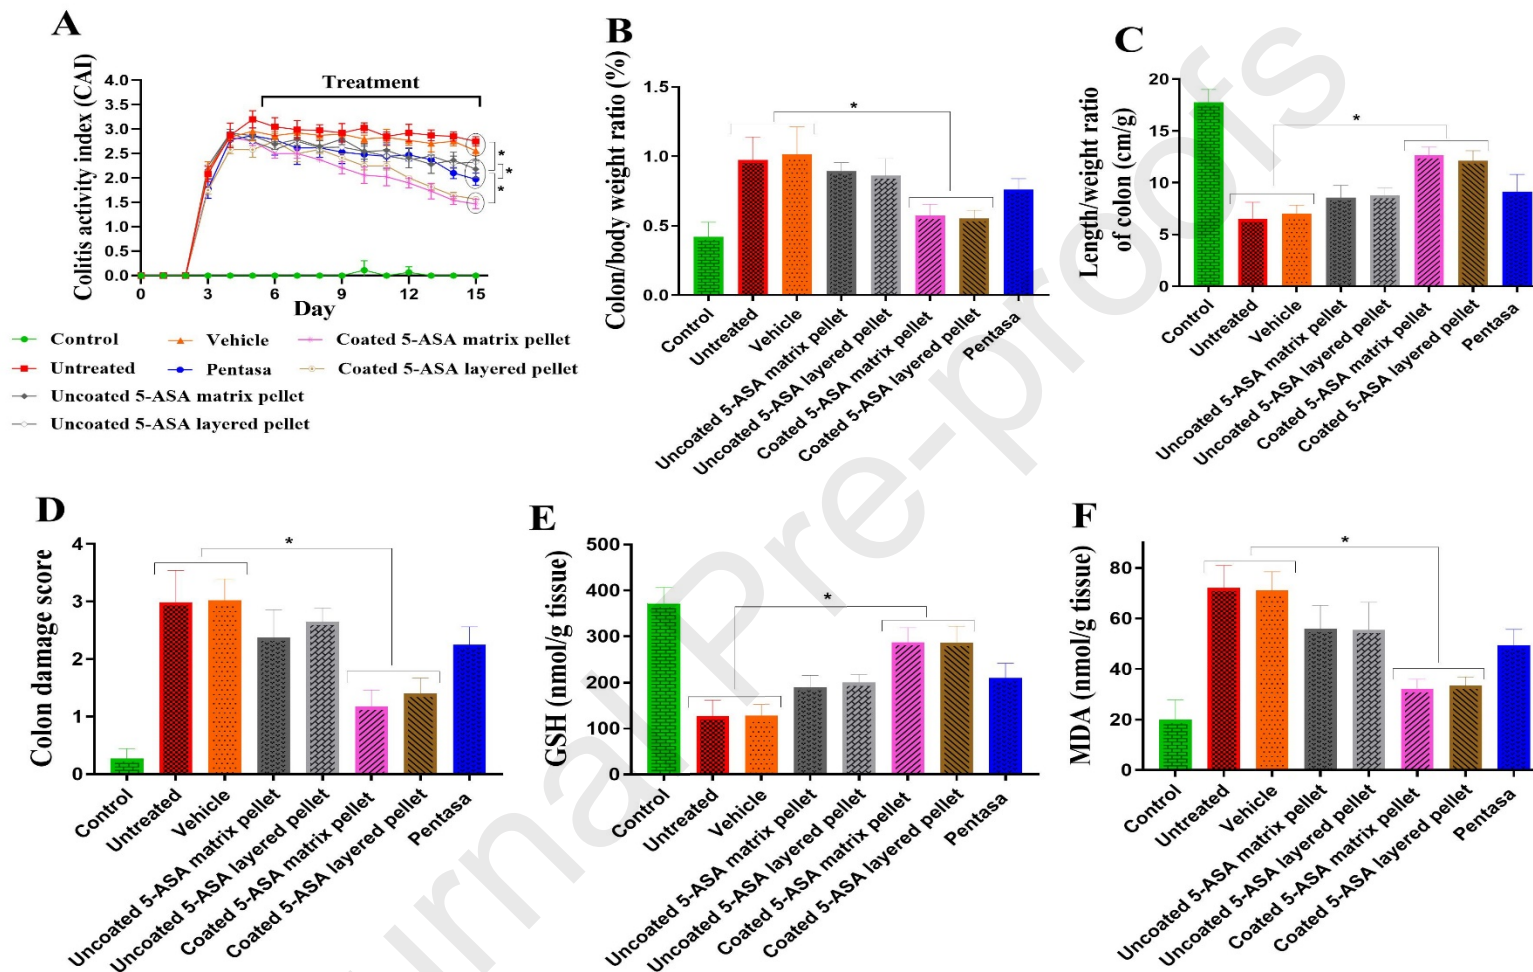 A
Colitis activity index (CAI)
4.0
3.5
3.0
2.5
2.0
1.5
1.0
0.5
0.0
Treatment
*
*
*
0
3
6
9
12
15
Day
Control
Vehicle
Coated 5-ASA matrix pellet
Untreated
Pentasa
Coated 5-ASA layered pellet
Uncoated 5-ASA matrix pellet
Uncoated 5-ASA layered pellet
B
Colon/body weight ratio (%)
1.5
1.0
0.5
0.0
*
Control
Untreated
Vehicle
Uncoated 5-ASA matrix pellet
Uncoated 5-ASA layered pellet
Coated 5-ASA matrix pellet
Coated 5-ASA layered pellet
Pentasa
C
Length/weight ratio
of colon (cm/g)
20
15
10
5
0
*
Control
Untreated
Vehicle
Uncoated 5-ASA matrix pellet
Uncoated 5-ASA layered pellet
Coated 5-ASA matrix pellet
Coated 5-ASA layered pellet
Pentasa
D
Colon damage score
4
3
2
1
0
*
Control
Untreated
Vehicle
Uncoated 5-ASA matrix pellet
Uncoated 5-ASA layered pellet
Coated 5-ASA matrix pellet
Coated 5-ASA layered pellet
Pentasa
E
GSH (nmol/g tissue)
500
400
300
200
100
0
*
Control
Untreated
Vehicle
Uncoated 5-ASA matrix pellet
Uncoated 5-ASA layered pellet
Coated 5-ASA matrix pellet
Coated 5-ASA layered pellet
Pentasa
F
MDA (nmol/g tissue)
80
60
40
20
0
*
Control
Untreated
Vehicle
Uncoated 5-ASA matrix pellet
Uncoated 5-ASA layered pellet
Coated 5-ASA matrix pellet
Coated 5-ASA layered pellet
Pentasa
urnal Pre-proofs